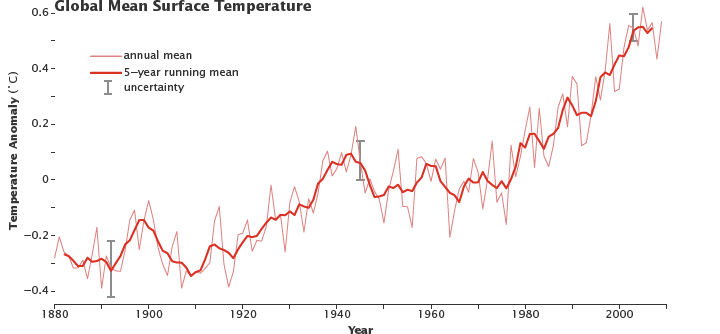 Global Mean Surface Temperature
0.6
0.4
0.2
0
−0.2
−0.4
Temperature Anomaly (°C)
annual mean
5−year running mean
uncertainty
1880 1900 1920 1940 1960 1980 2000
Year